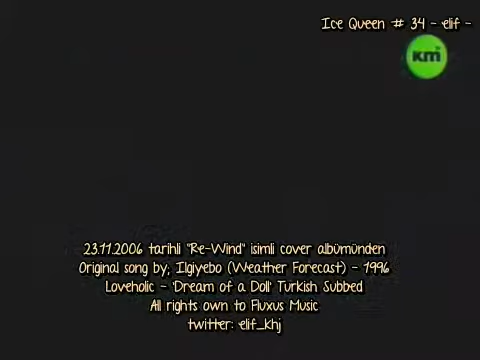 Ice Queen # 34 - elif -
km
23.11.2006 tarihli "Re-Wind" isimli cover albümünden
Original song by; Ilgiyebo (Weather Forecast) - 1996
Loveholic - 'Dream of a Doll' Turkish Subbed
All rights own to Fluxus Music
twitter: elif_khj